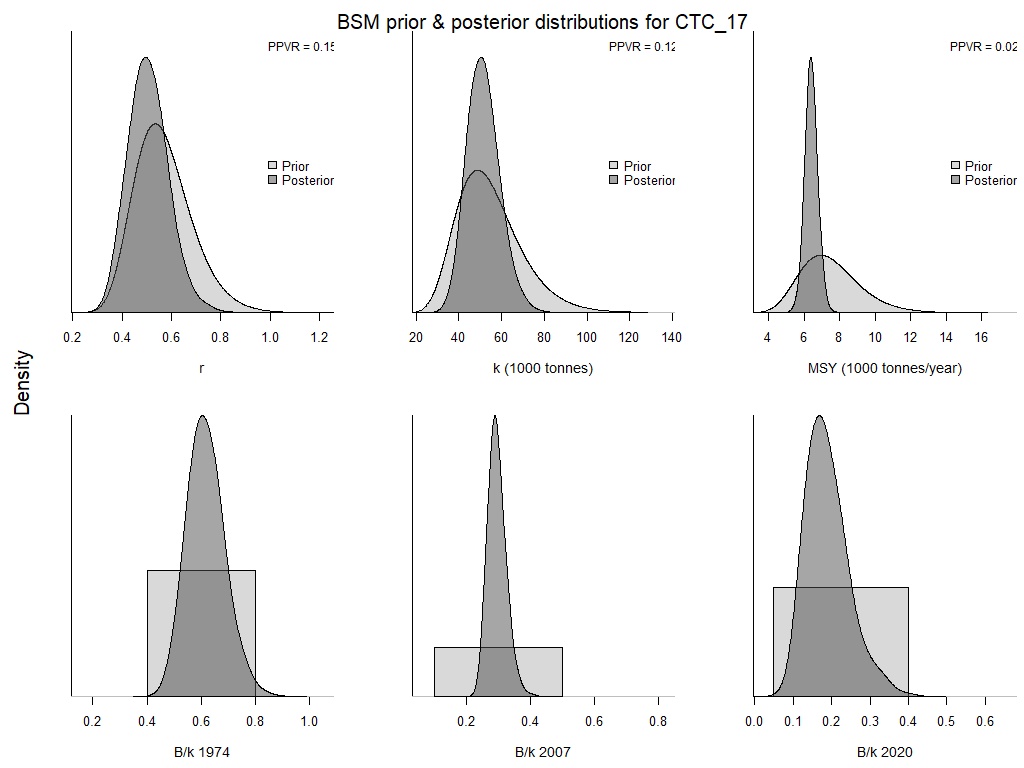 BSM prior & posterior distributions for CTC_17
PPVR = 0.15
PPVR = 0.12
PPVR = 0.02
Prior
Posterior
Prior
Posterior
Prior
Posterior
0.2 0.4 0.6 0.8 1.0 1.2
20 40 60 80 100 120 140
4 6 8 10 12 14 16
r
k (1000 tonnes)
MSY (1000 tonnes/year)
Density
0.2 0.4 0.6 0.8 1.0
0.2 0.4 0.6 0.8
0.0 0.1 0.2 0.3 0.4 0.5 0.6
B/k 1974
B/k 2007
B/k 2020